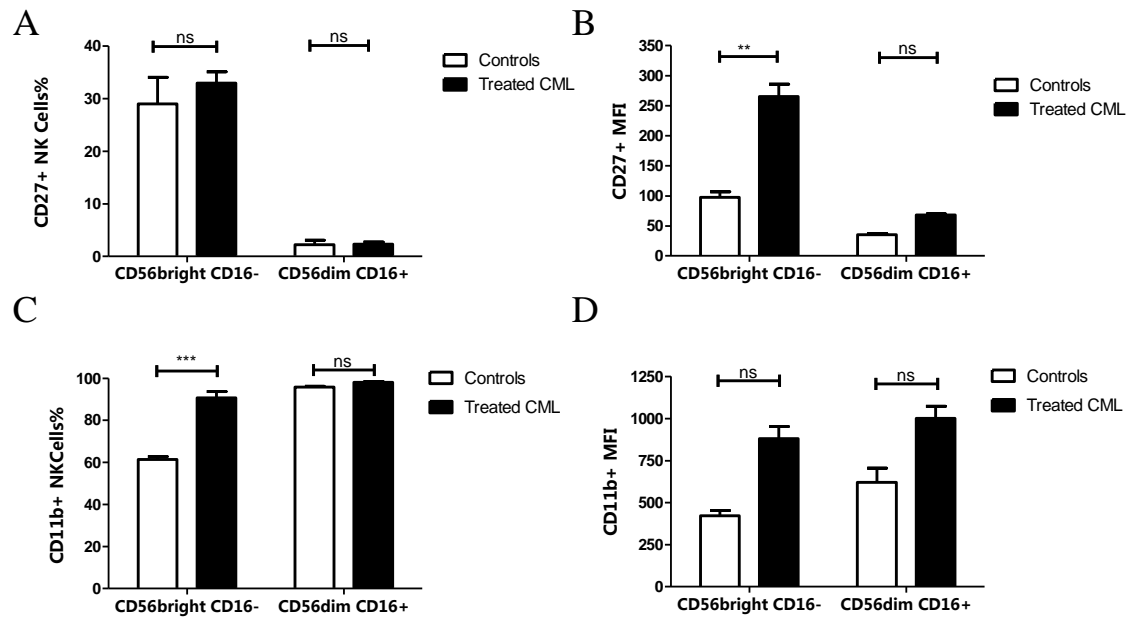 A
ns
ns
40
30
20
10
0
CD27+ NK Cells%
CD56bright CD16-
CD56dim CD16+
Controls
Treated CML
B
**
ns
350
300
250
200
150
100
50
0
CD27+ MFI
CD56bright CD16-
CD56dim CD16+
Controls
Treated CML
C
***
ns
100
80
60
40
20
0
CD11b+ NKCells%
CD56bright CD16-
CD56dim CD16+
Controls
Treated CML
D
ns
ns
1250
1000
750
500
250
0
CD11b+ MFI
CD56bright CD16-
CD56dim CD16+
Controls
Treated CML